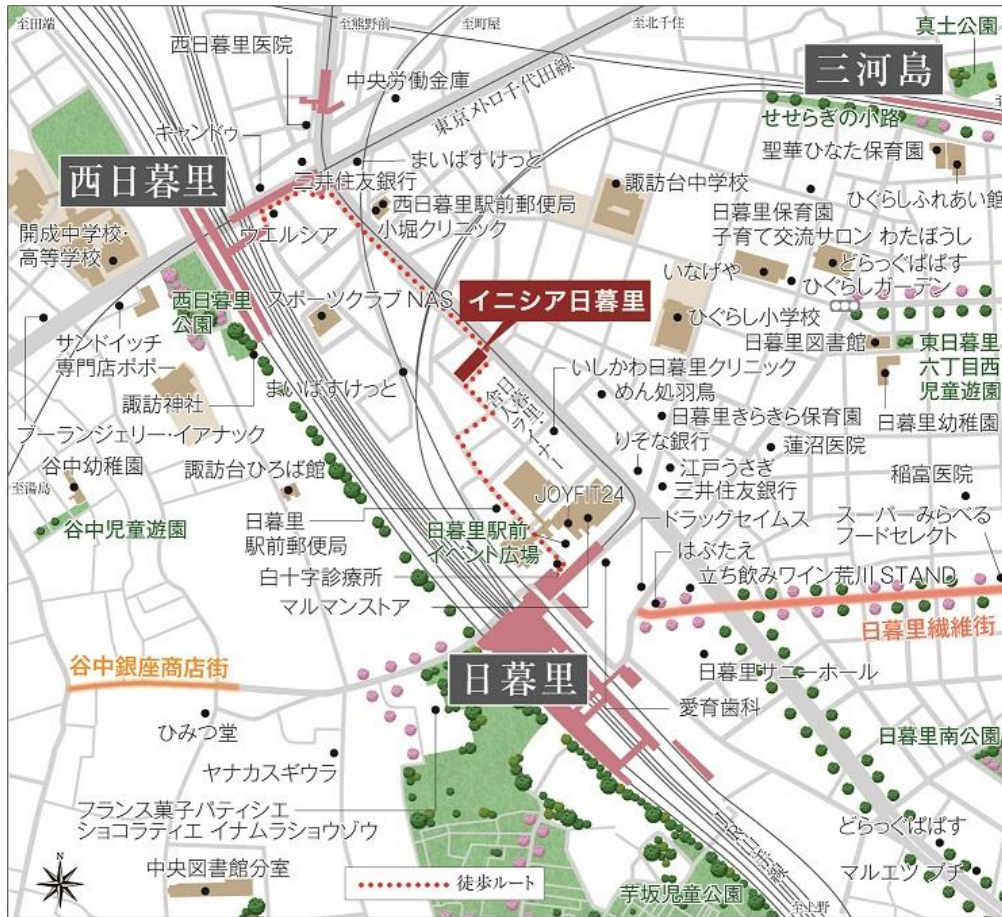 至田端
至熊野前
至町屋
至北千住
真土公園
西日暮里医院
三河島
中央労働金庫
東京メトロ千代田線
せせらぎの小路
キャンドゥ
まいばすけっと
聖華ひなた保育園
西日暮里
三井住友銀行
諏訪台中学校
ひぐらしふれあい館
西日暮里駅前郵便局
小堀クリニック
日暮里保育園
子育て交流サロン わたぼうし
ウエルシア
開成中学校・
高等学校
いなげや
どらっぐぱぱす
ひぐらしガーデン
西日暮里
公園
スポーツクラブ NAS
イニシア日暮里
ひぐらし小学校
サンドイッチ
専門店ポポー
日暮里図書館
東日暮里
六丁目西
児童遊園
いしかわ日暮里クリニック
まいばすけっと
めん処羽鳥
諏訪神社
日暮里・
舎人ライナー
日暮里きらきら保育園
日暮里幼稚園
ブーランジェリー・イアナック
りそな銀行
蓮沼医院
谷中幼稚園
諏訪台ひろば館
江戸うさぎ
稲富医院
至湯島
JOYFIT24
三井住友銀行
谷中児童遊園
日暮里
駅前郵便局
日暮里駅前
イベント広場
ドラッグセイムス
スーパーみらべる
フードセレクト
はぶたえ
白十字診療所
立ち飲みワイン荒川 STAND
マルマンストア
日暮里繊維街
谷中銀座商店街
日暮里
日暮里サニーホール
愛育歯科
ひみつ堂
日暮里南公園
ヤナカスギウラ
フランス菓子パティシエ
ショコラティエ イナムラショウゾウ
JR山手線
どらっぐぱぱす
中央図書館分室
マルエツ プチ
N
徒歩ルート
芋坂児童公園
至上野